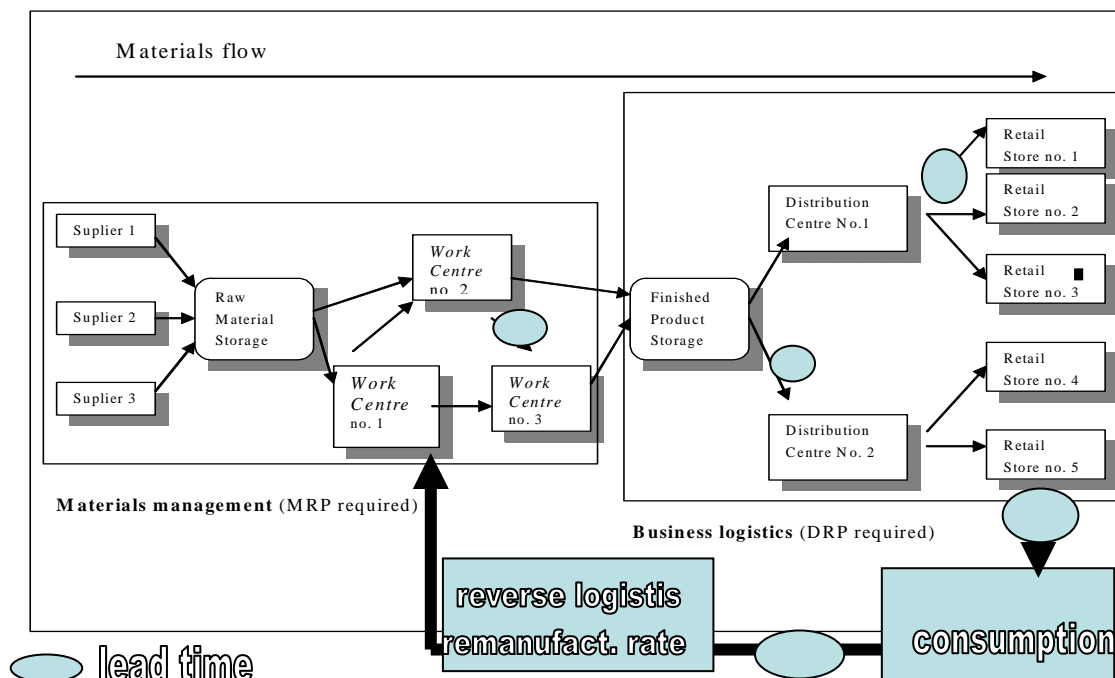 Materials flow
Retail
Store no. 1
Retail
Store no. 2
Retail
Store no. 3
Distribution
Centre No.1
Suplier 1
Suplier 2
Suplier 3
Raw
Material
Storage
Work
Centre
no. 2
Work
Centre
no. 1
Work
Centre
no. 3
Finished
Product
Storage
Distribution
Centre No. 2
Retail
Store no. 4
Retail
Store no. 5
Materials management (MRP required)
Business logistics (DRP required)
reverse logistis
remanufact. rate
consumption
lead time